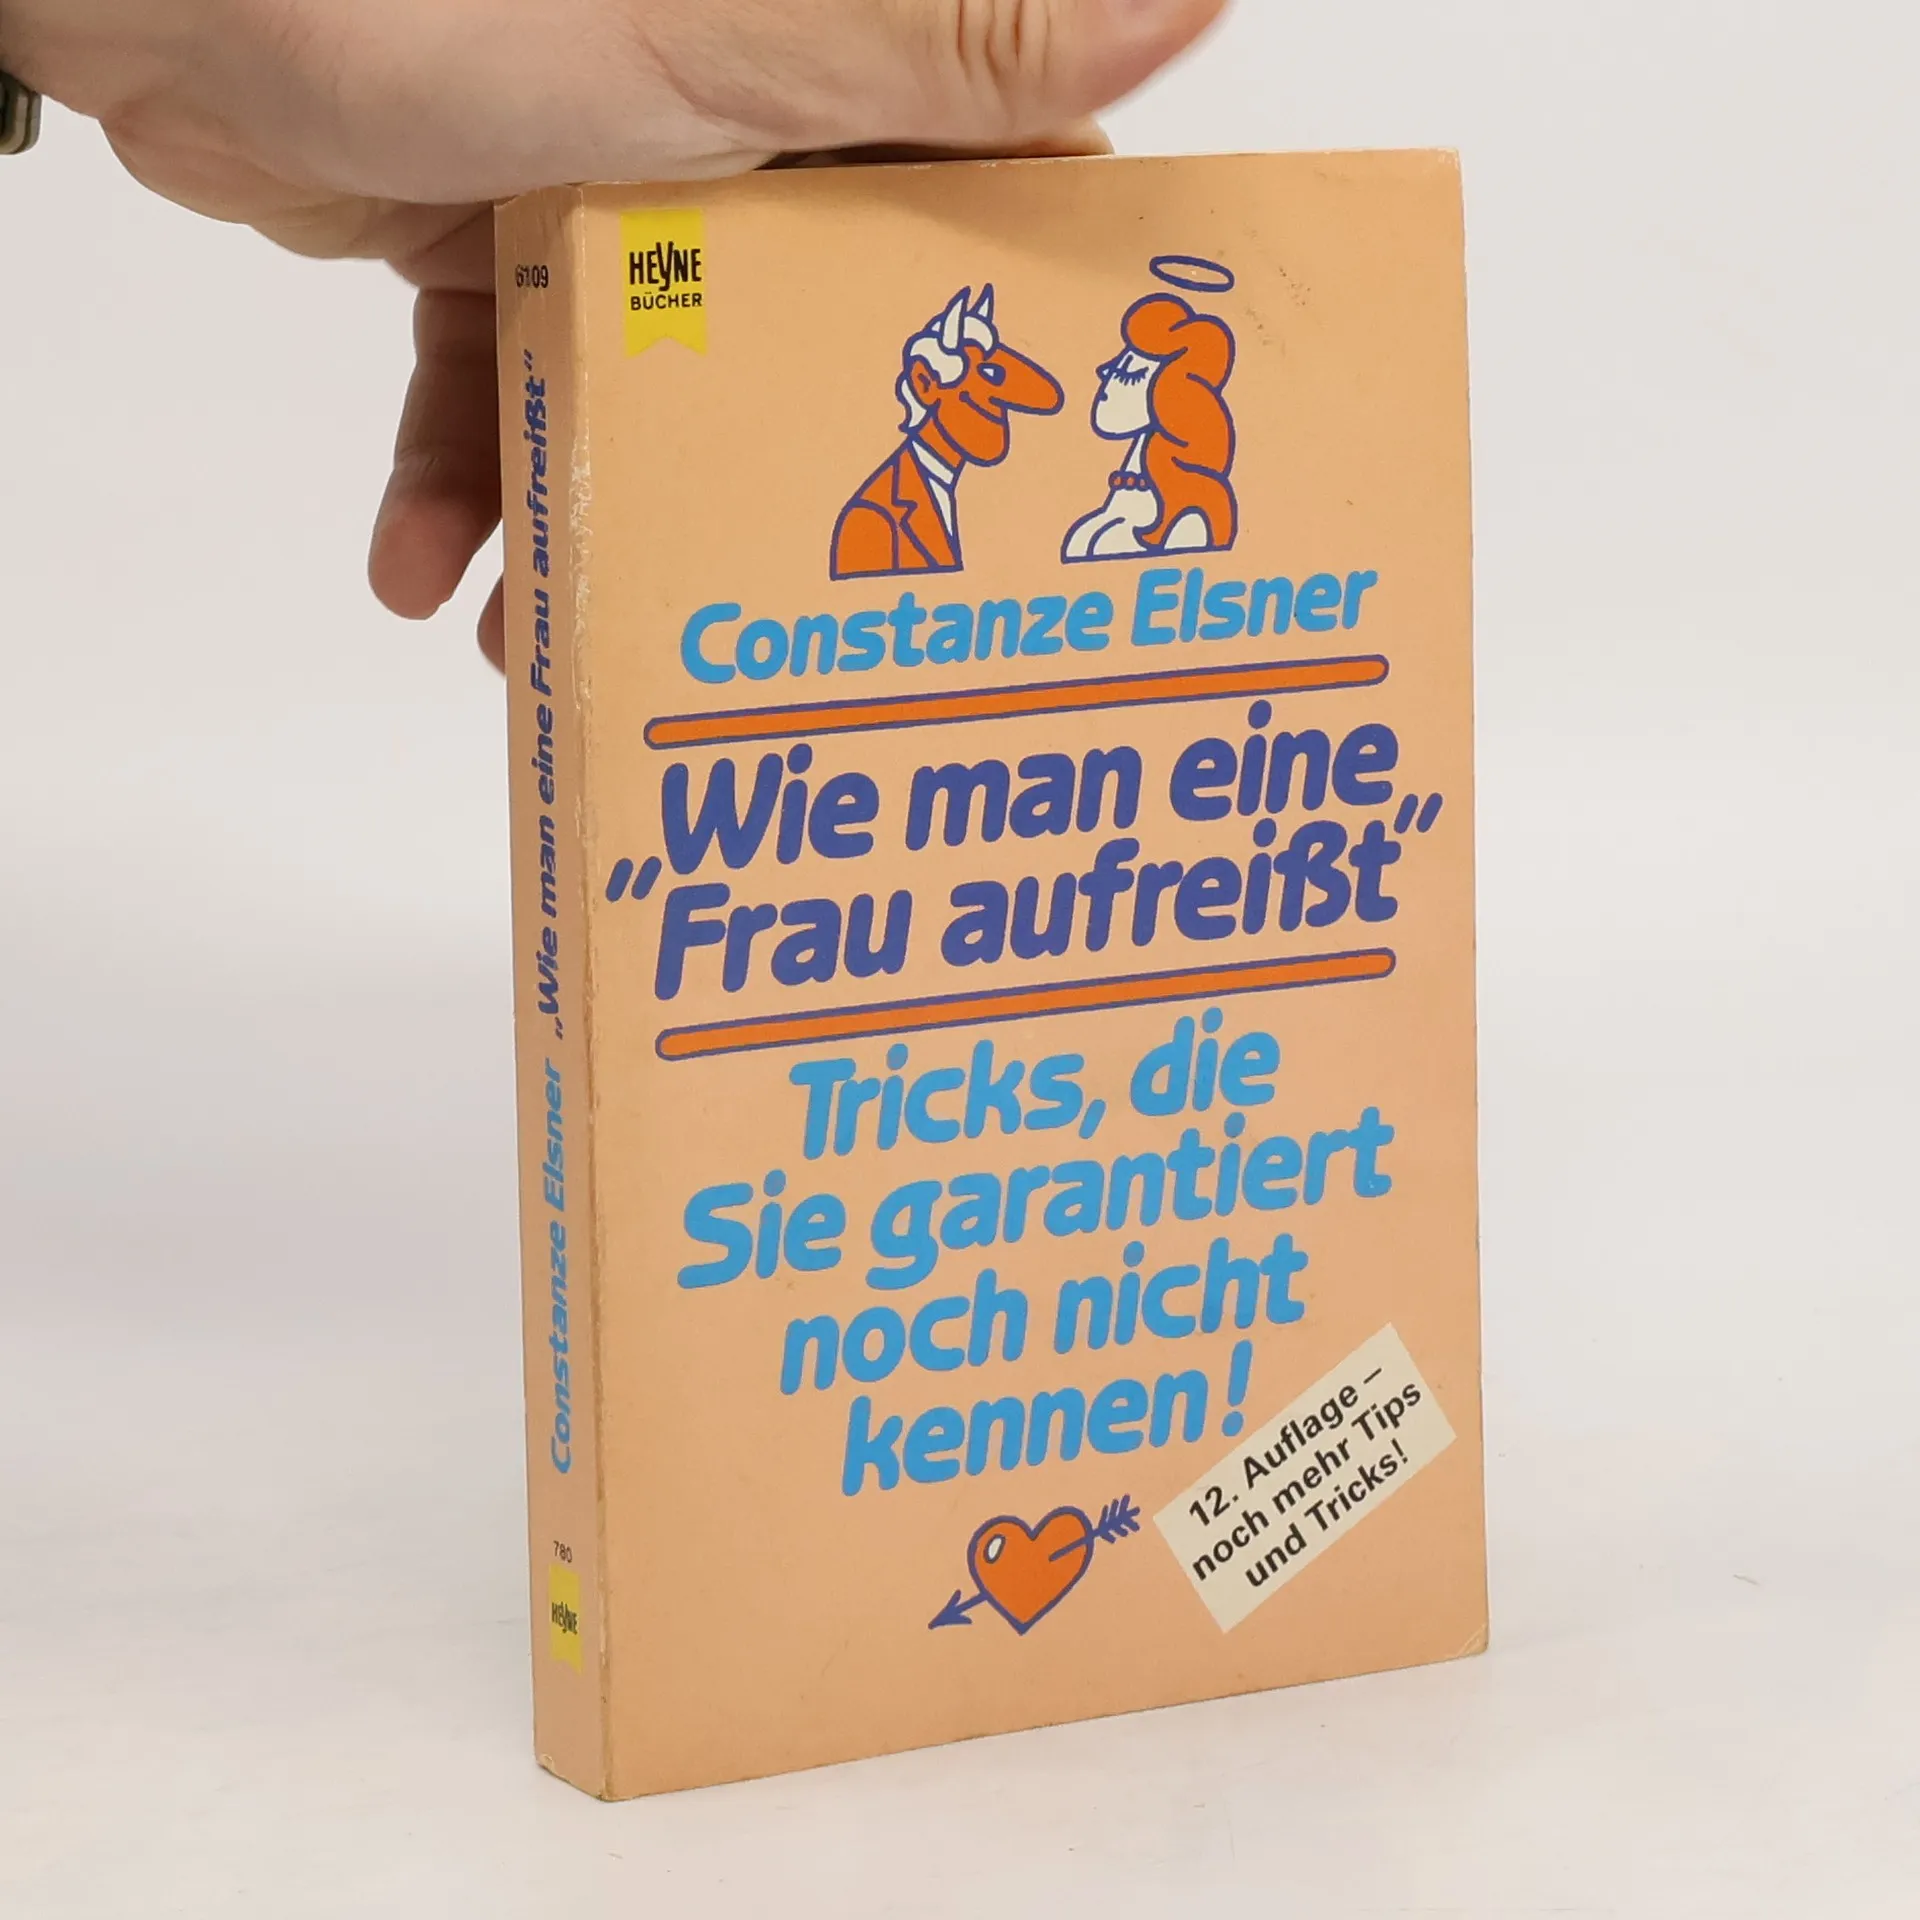 HEYNE
BÜCHER
Constanze Elsner
„Wie man eine
Frau aufreißt“
Tricks, die
Sie garantiert
noch nicht
kennen!
12. Auflage –
noch mehr Tips
und Tricks!
6109
Constanze Elsner „Wie man eine Frau aufreißt“
780
HEYNE